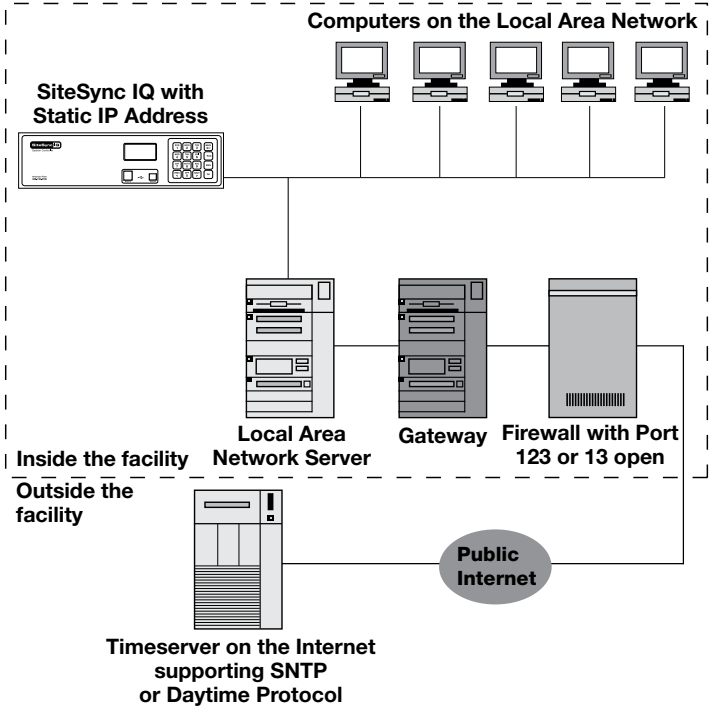 Computers on the Local Area Network
SiteSync IQ with
Static IP Address
SiteSync IQ
Local Area
Network Server
Gateway
Firewall with Port
123 or 13 open
Inside the facility
Outside the
facility
Public
Internet
Timeserver on the Internet
supporting SNTP
or Daytime Protocol